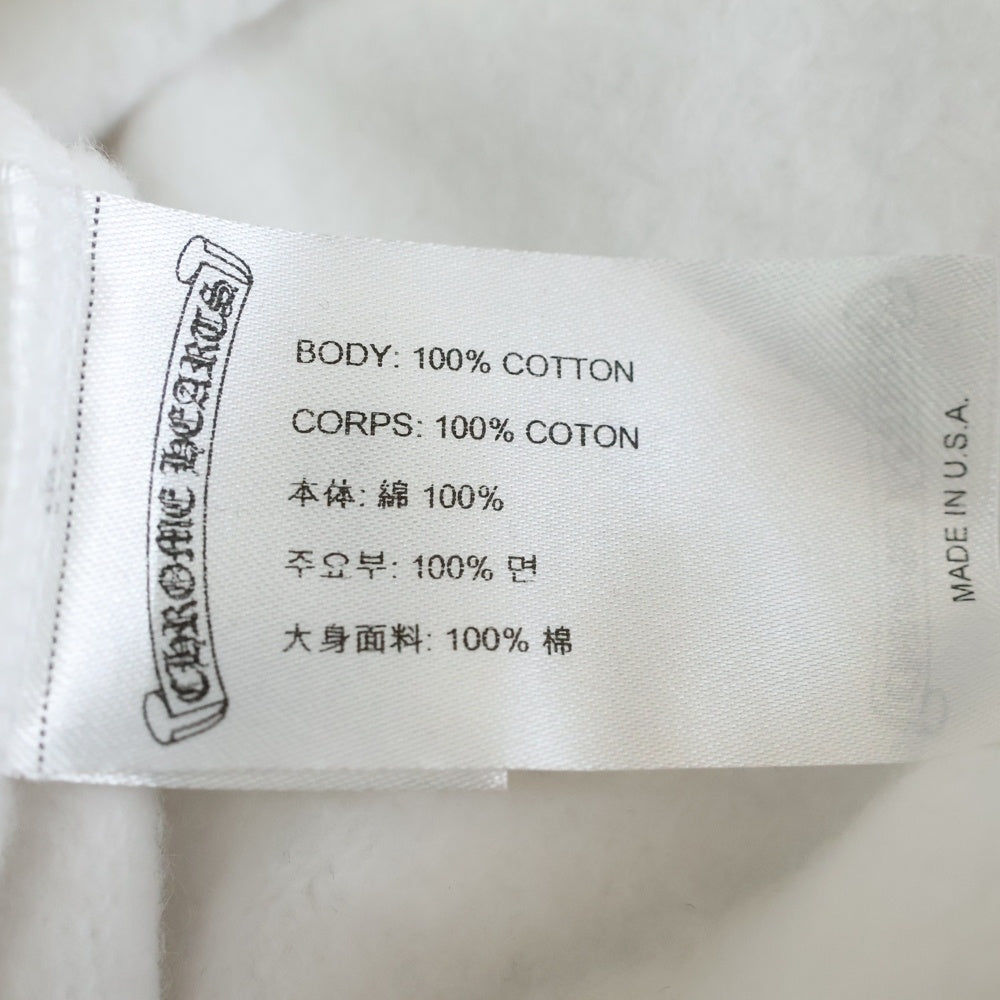 CHROME HEARTS
BODY: 100% COTTON
CORPS: 100% COTON
本体: 綿 100%
주요부: 100% 면
大身面料: 100% 棉
MADE IN U.S.A.